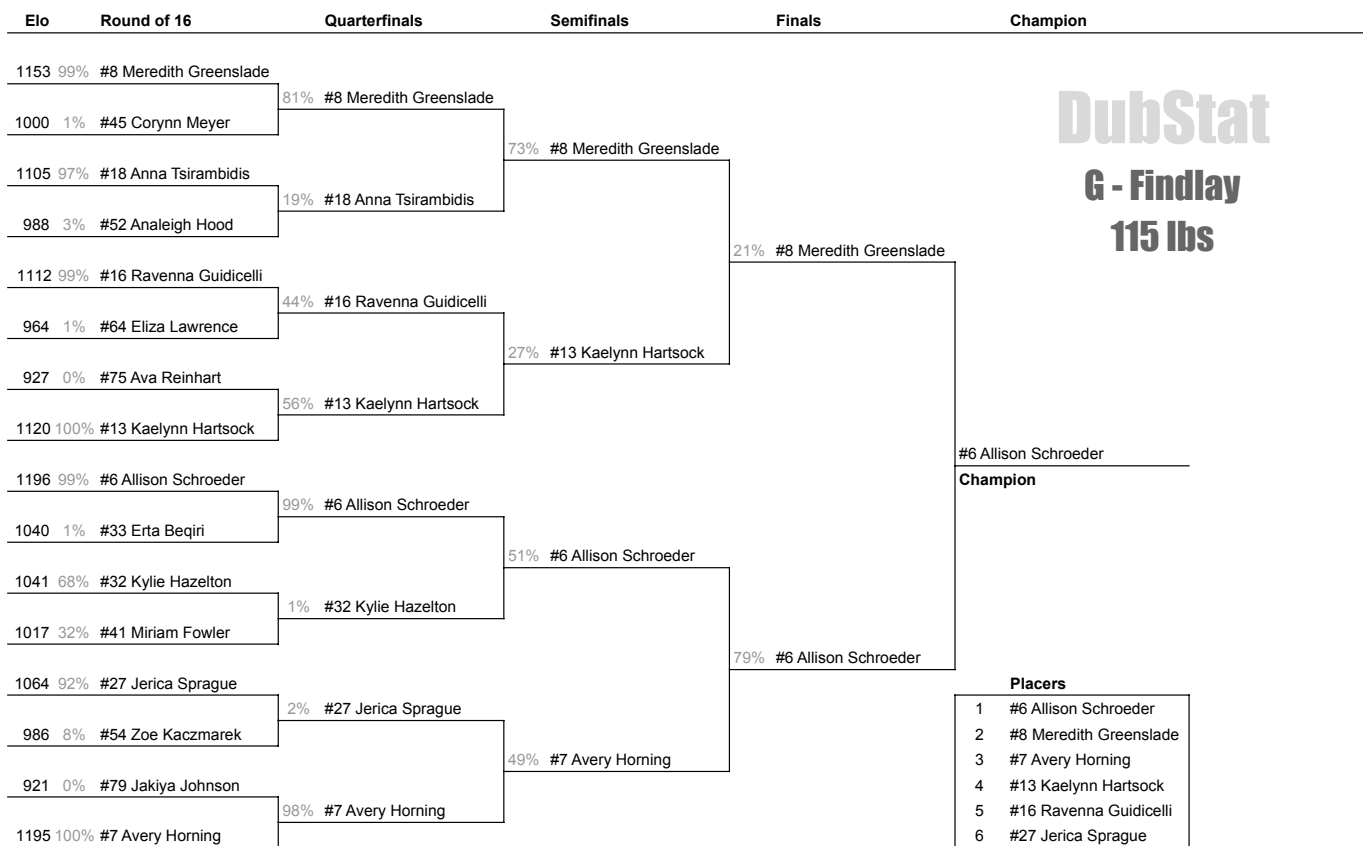 Elo Round of 16 Quarterfinals Semifinals Finals Champion
1153 99% #8 Meredith Greenslade
81% #8 Meredith Greenslade
1000 1% #45 Corynn Meyer
73% #8 Meredith Greenslade
1105 97% #18 Anna Tsirambidis
19% #18 Anna Tsirambidis
988 3% #52 Analeigh Hood
21% #8 Meredith Greenslade
1112 99% #16 Ravenna Guidicelli
44% #16 Ravenna Guidicelli
964 1% #64 Eliza Lawrence
27% #13 Kaelynn Hartsock
927 0% #75 Ava Reinhart
56% #13 Kaelynn Hartsock
1120 100% #13 Kaelynn Hartsock
#6 Allison Schroeder
Champion
1196 99% #6 Allison Schroeder
99% #6 Allison Schroeder
1040 1% #33 Erta Beqiri
51% #6 Allison Schroeder
1041 68% #32 Kylie Hazelton
1% #32 Kylie Hazelton
1017 32% #41 Miriam Fowler
79% #6 Allison Schroeder
1064 92% #27 Jerica Sprague
2% #27 Jerica Sprague
986 8% #54 Zoe Kaczmarek
49% #7 Avery Horning
921 0% #79 Jakiya Johnson
98% #7 Avery Horning
1195 100% #7 Avery Horning
DubStat
G - Findlay
115 lbs
Placers
1 #6 Allison Schroeder
2 #8 Meredith Greenslade
3 #7 Avery Horning
4 #13 Kaelynn Hartsock
5 #16 Ravenna Guidicelli
6 #27 Jerica Sprague